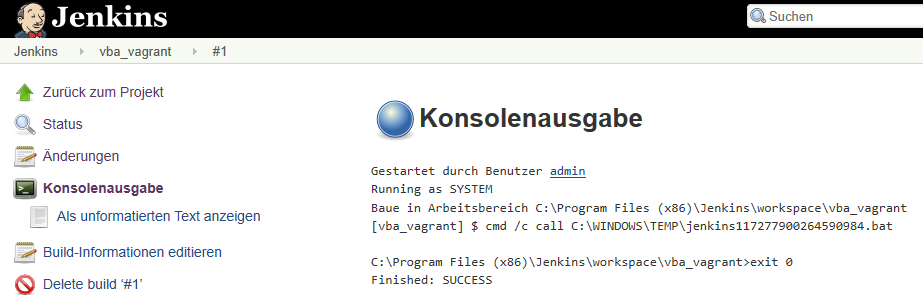 Jenkins
Suchen
Jenkins vba_vagrant #1
Zurück zum Projekt
Status
Änderungen
Konsolenausgabe
Als unformatierten Text anzeigen
Build-Informationen editieren
Delete build ‘#1’
Konsolenausgabe
Gestartet durch Benutzer admin
Running as SYSTEM
Baue in Arbeitsbereich C:\Program Files (x86)\Jenkins\workspace\vba_vagrant
[vba_vagrant] $ cmd /c call C:\WINDOWS\TEMP\jenkins117277900264590984.bat
C:\Program Files (x86)\Jenkins\workspace\vba_vagrant>exit 0
Finished: SUCCESS